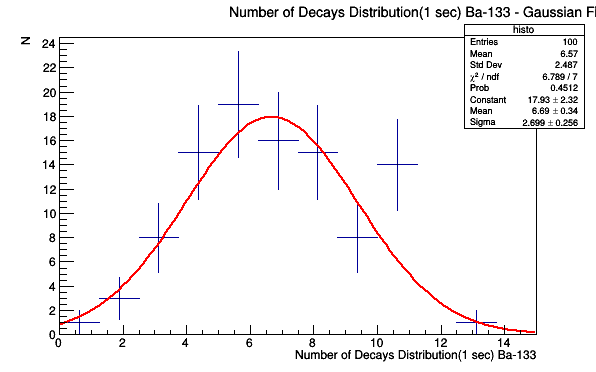 Number of Decays Distribution(1 sec) Ba-133 - Gaussian Fi
histo
Entries 100
Mean 6.57
Std Dev 2.487
χ² / ndf 6.789 / 7
Prob 0.4512
Constant 17.93 ± 2.32
Mean 6.69 ± 0.34
Sigma 2.699 ± 0.256
N
24
22
20
18
16
14
12
10
8
6
4
2
0
0 2 4 6 8 10 12 14
Number of Decays Distribution(1 sec) Ba-133